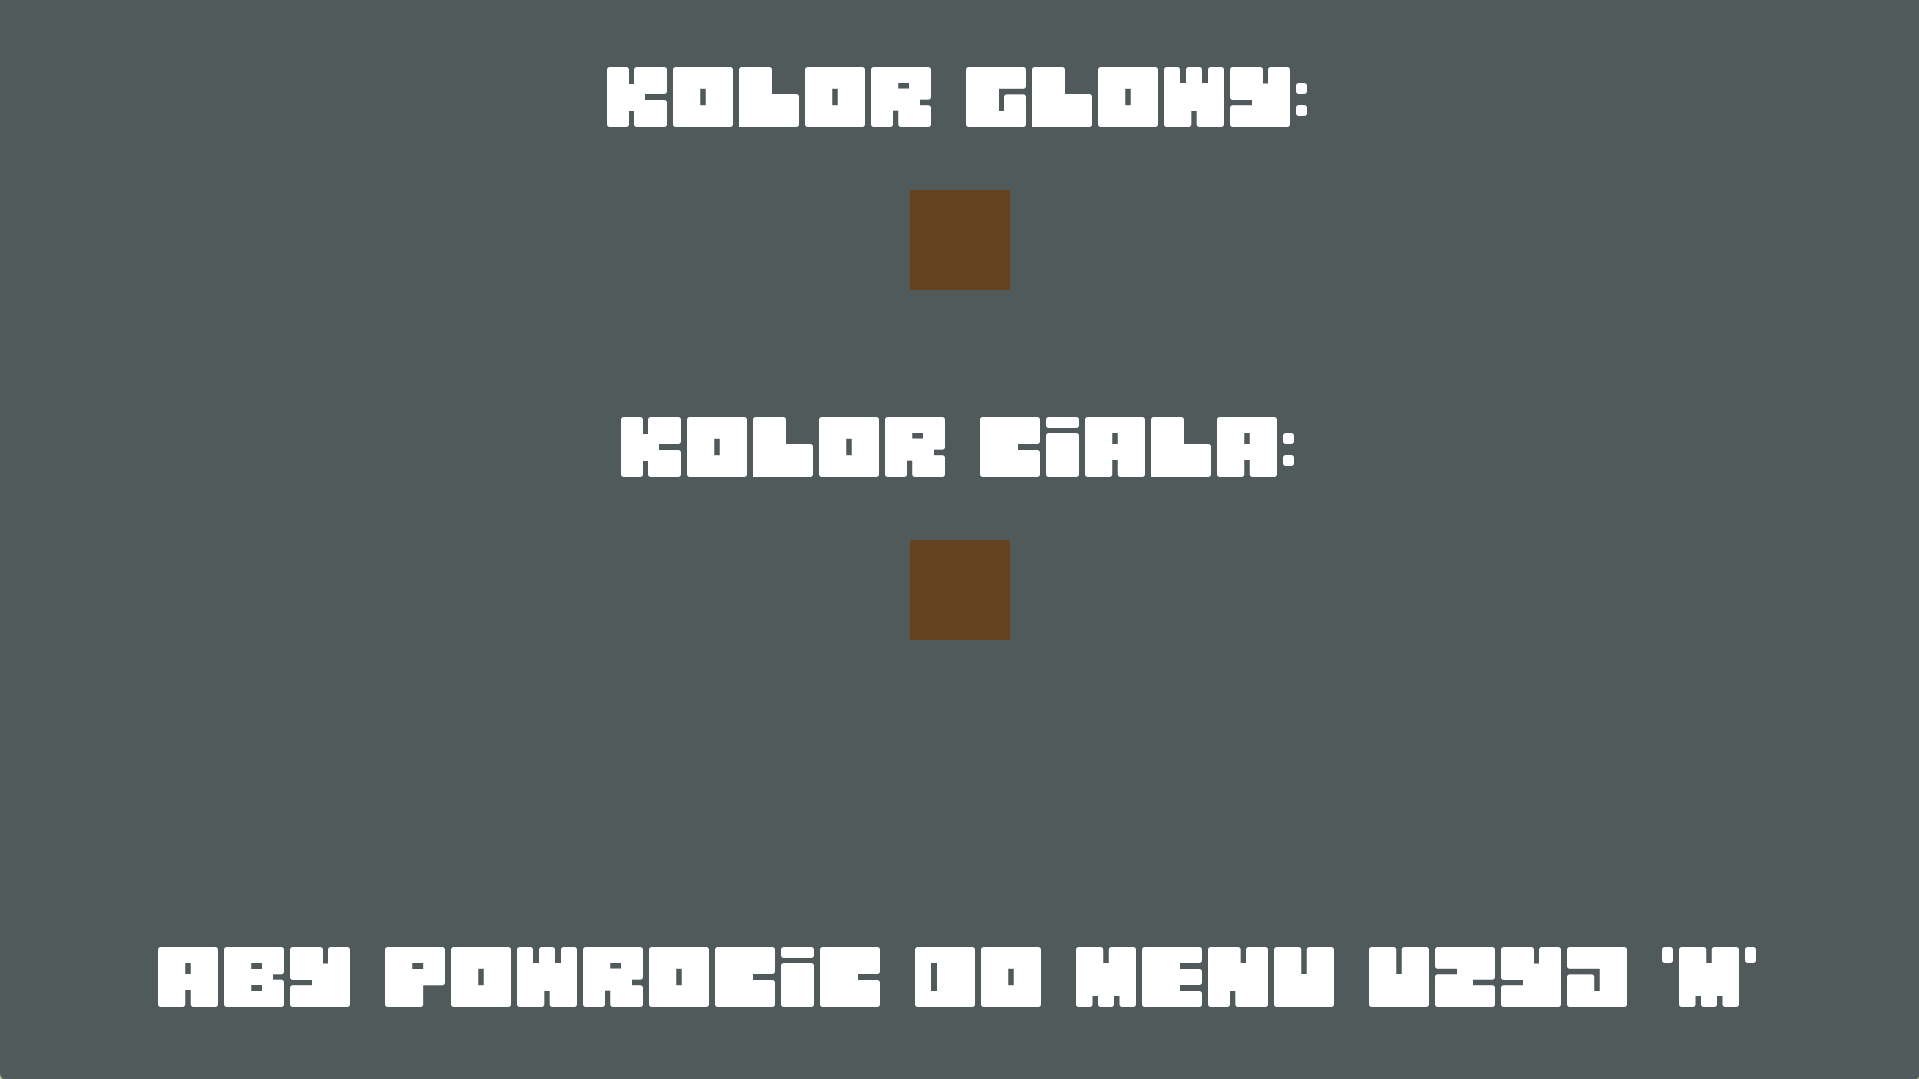 KOLOR GLOWY:
KOLOR CIALA:
ABY POWROCIC DO MENU UZYJ 'M'